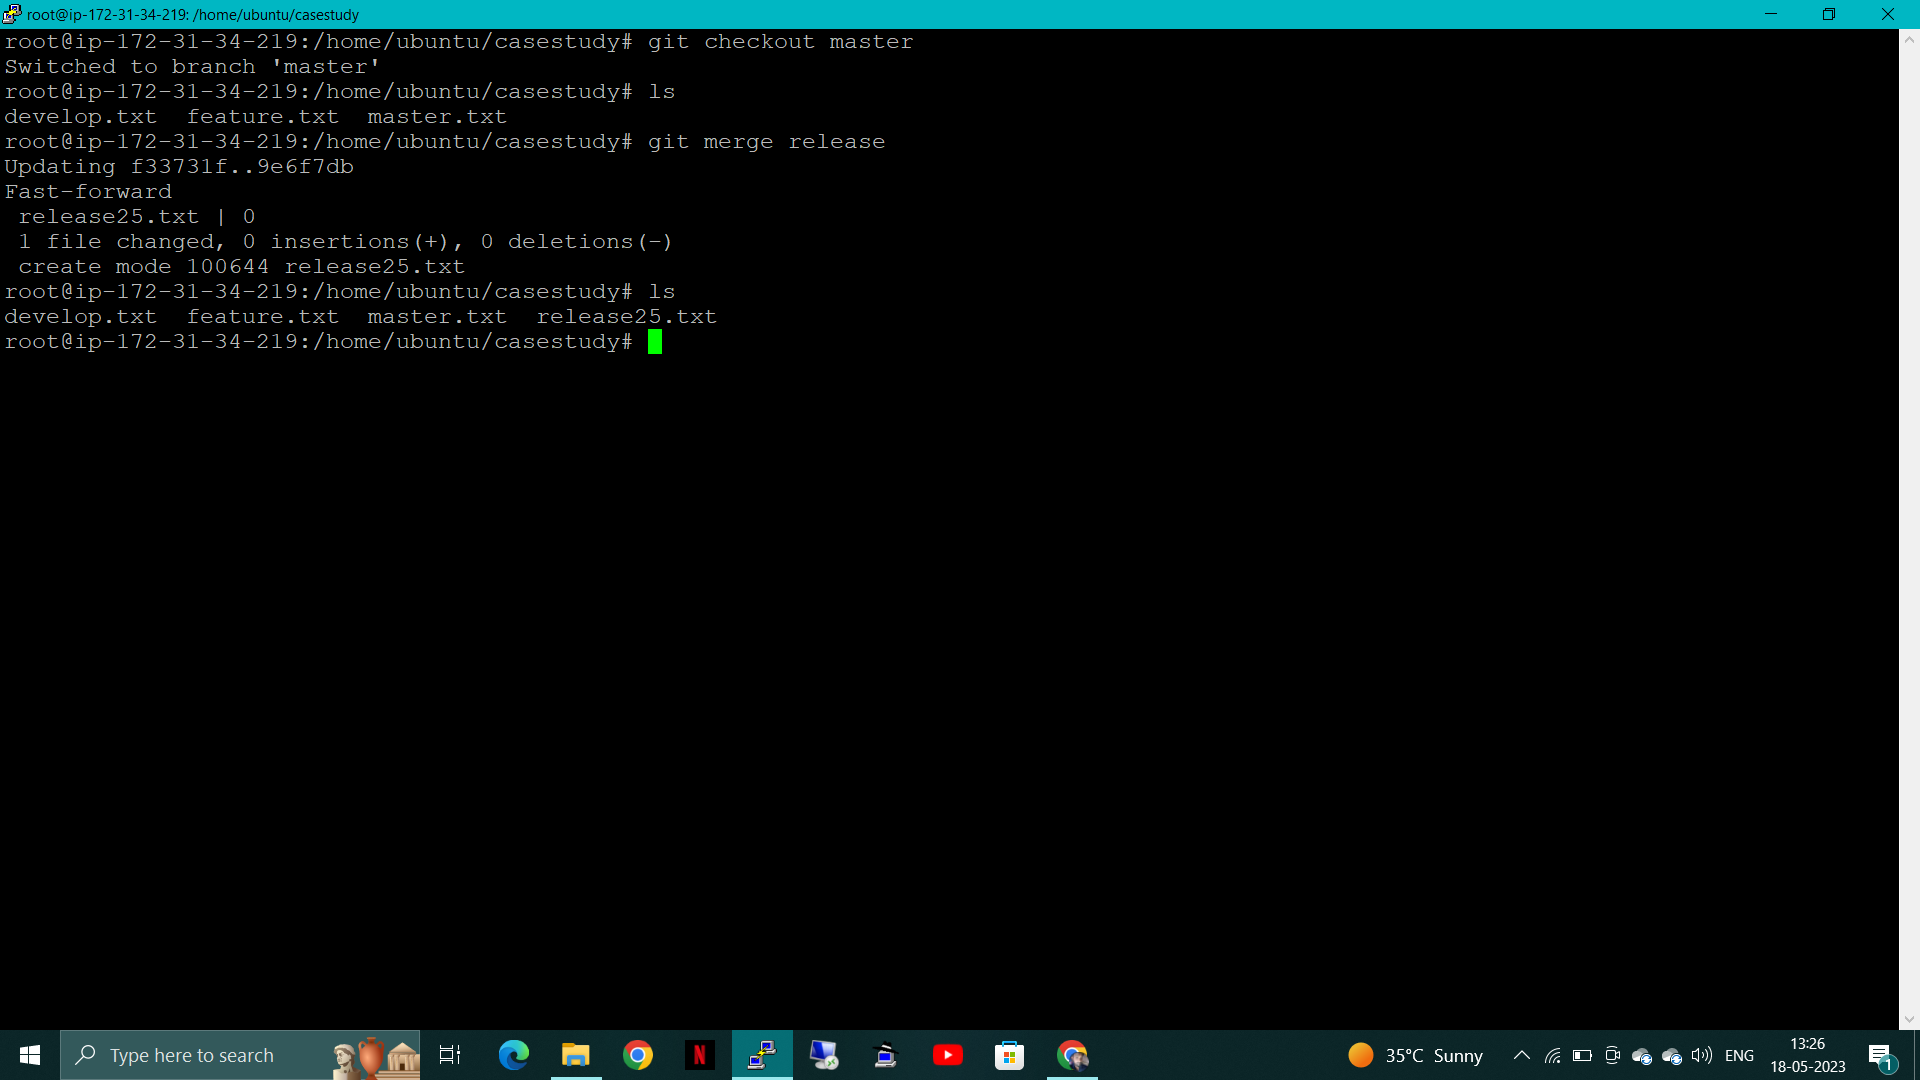 root@ip-172-31-34-219: /home/ubuntu/casestudy
root@ip-172-31-34-219:/home/ubuntu/casestudy# git checkout master
Switched to branch 'master'
root@ip-172-31-34-219:/home/ubuntu/casestudy# ls
develop.txt  feature.txt  master.txt
root@ip-172-31-34-219:/home/ubuntu/casestudy# git merge release
Updating f33731f..9e6f7db
Fast-forward
 release25.txt | 0
 1 file changed, 0 insertions(+), 0 deletions(-)
 create mode 100644 release25.txt
root@ip-172-31-34-219:/home/ubuntu/casestudy# ls
develop.txt  feature.txt  master.txt  release25.txt
root@ip-172-31-34-219:/home/ubuntu/casestudy#
Type here to search
N
35°C Sunny
ENG
13:26
18-05-2023
1